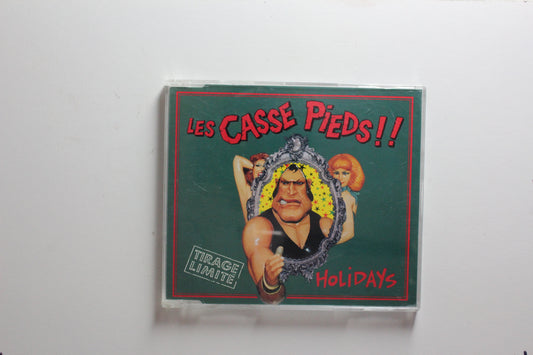 LES CASSE PiEDS!!
TIRAGE
LIMITÉ
HOLiDAYS